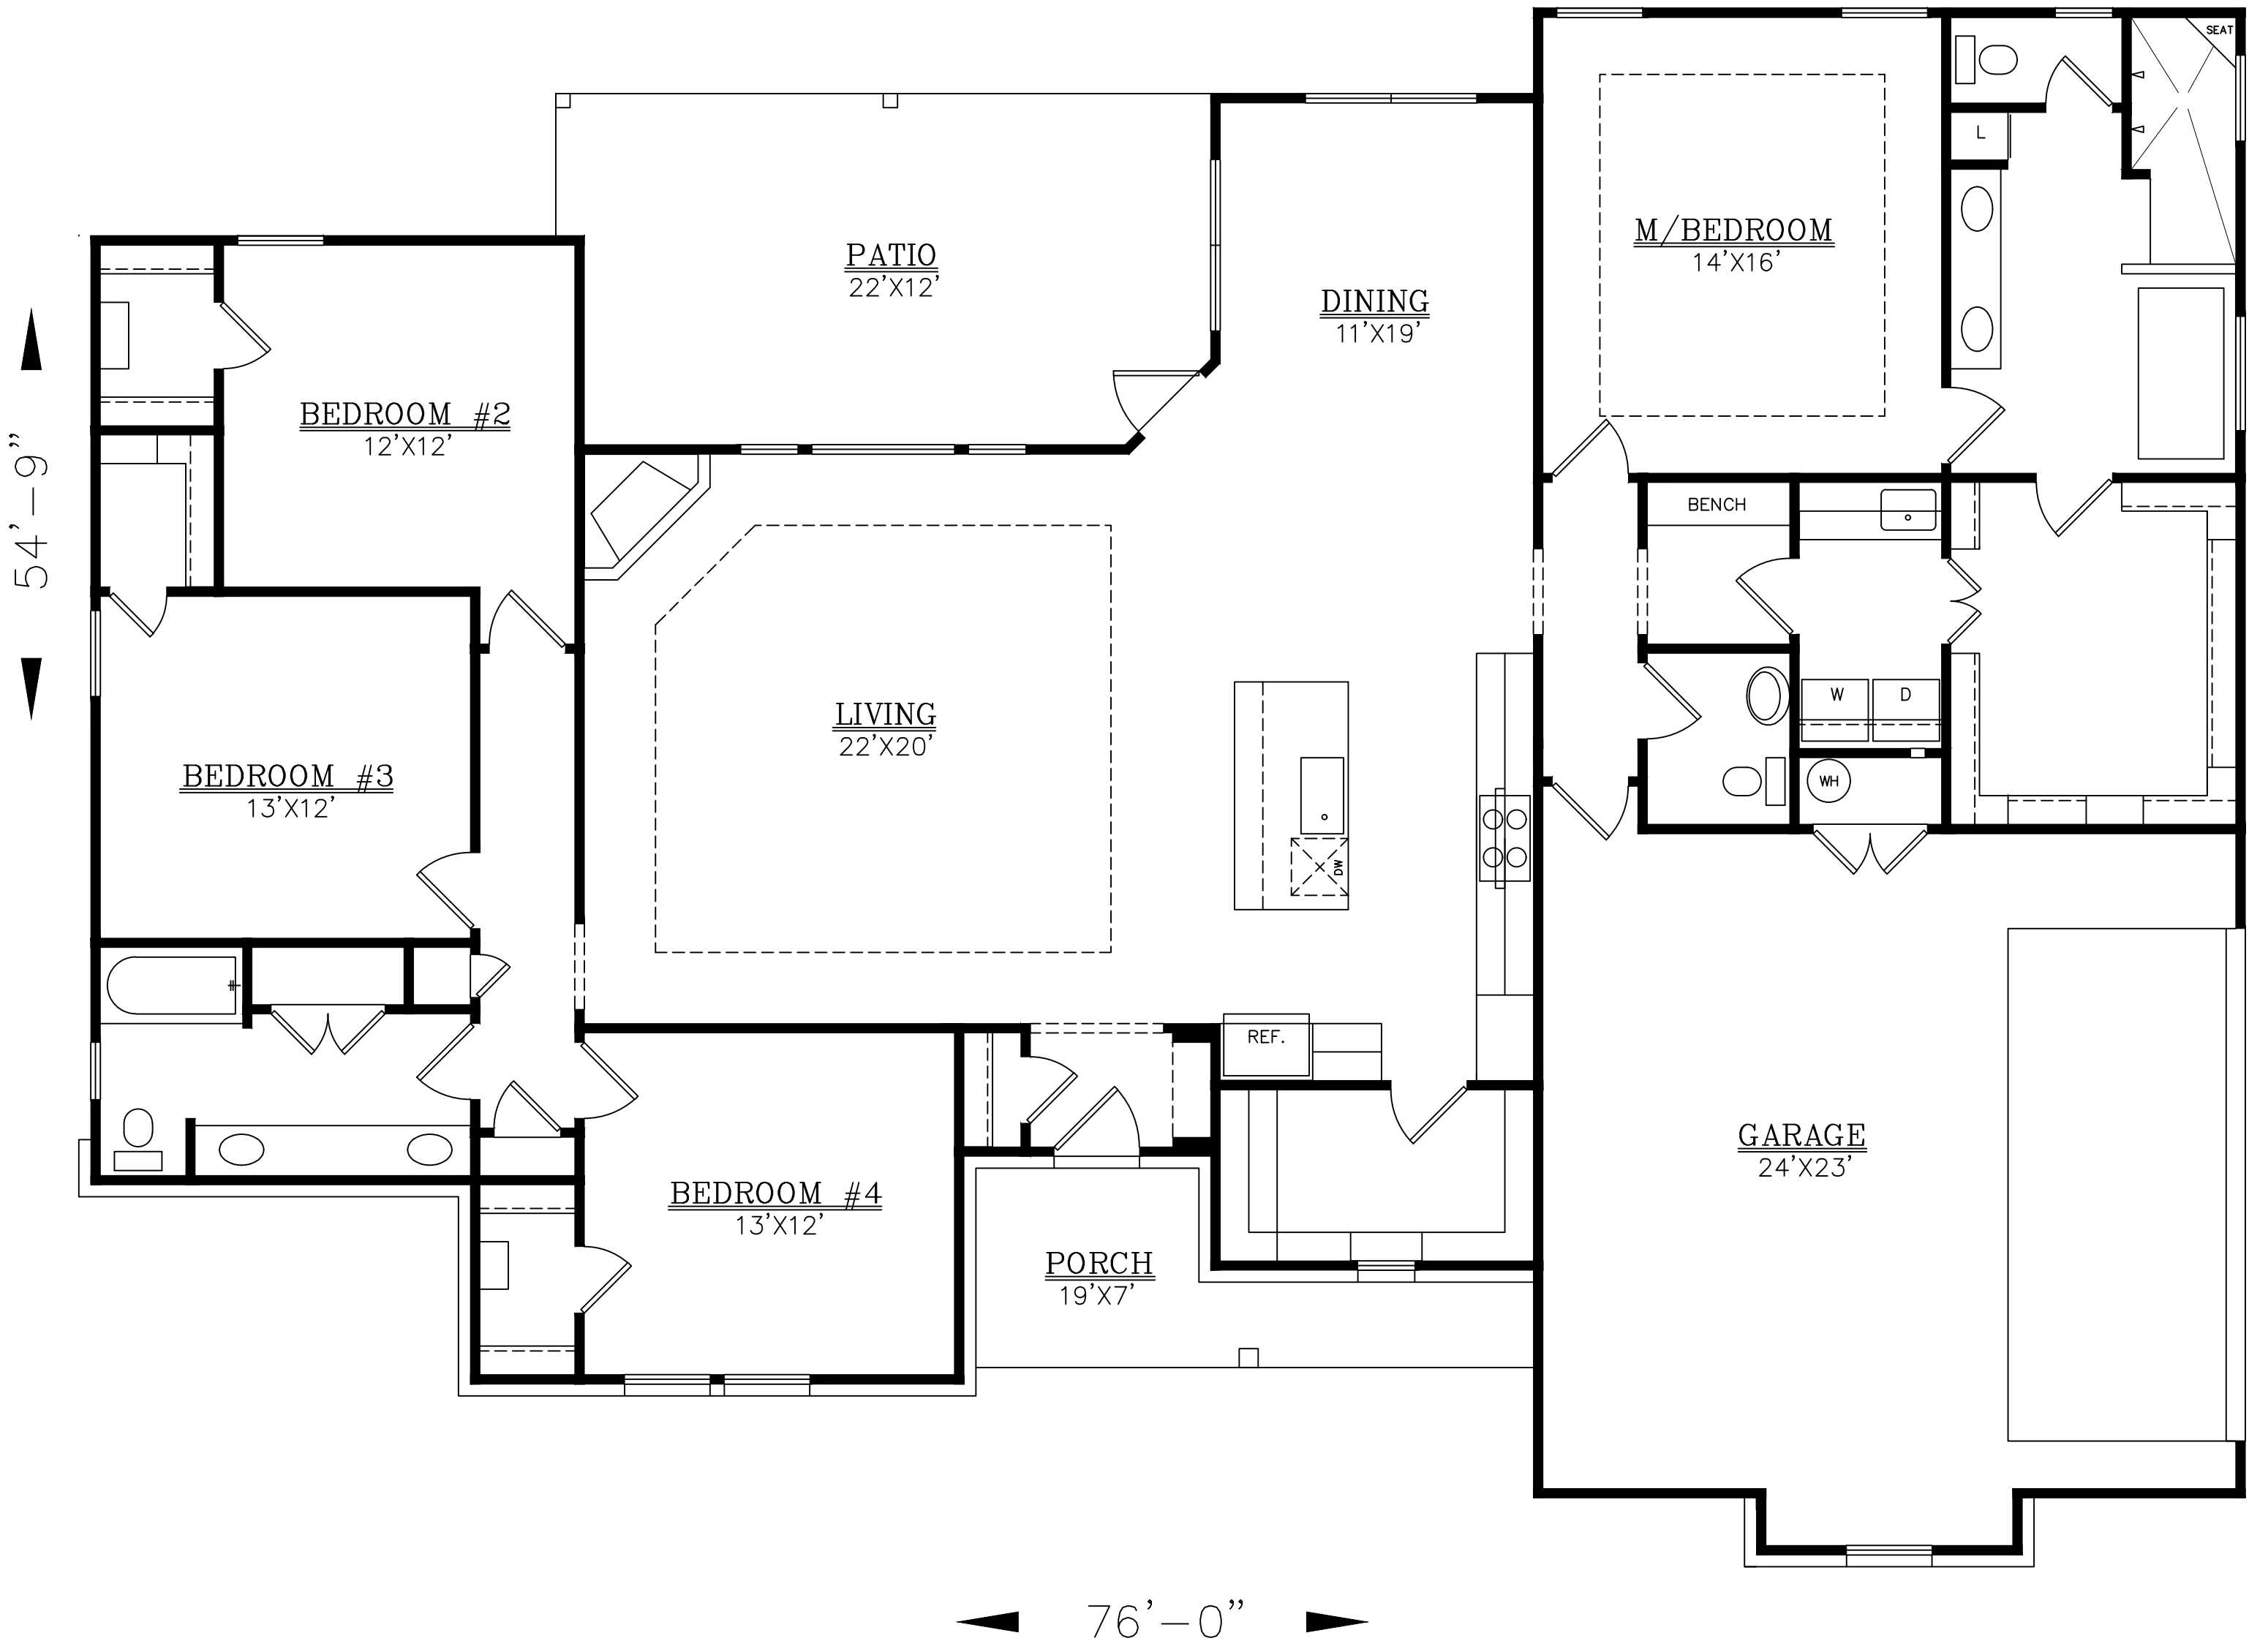 SEAT
L
M/BEDROOM
14'X16'
PATIO
22'X12'
DINING
11'X19'
BEDROOM #2
12'X12'
54'-9"
BENCH
LIVING
22'X20'
W
D
BEDROOM #3
13'X12'
WH
DW
REF.
GARAGE
24'X23'
BEDROOM #4
13'X12'
PORCH
19'X7'
76'-0"